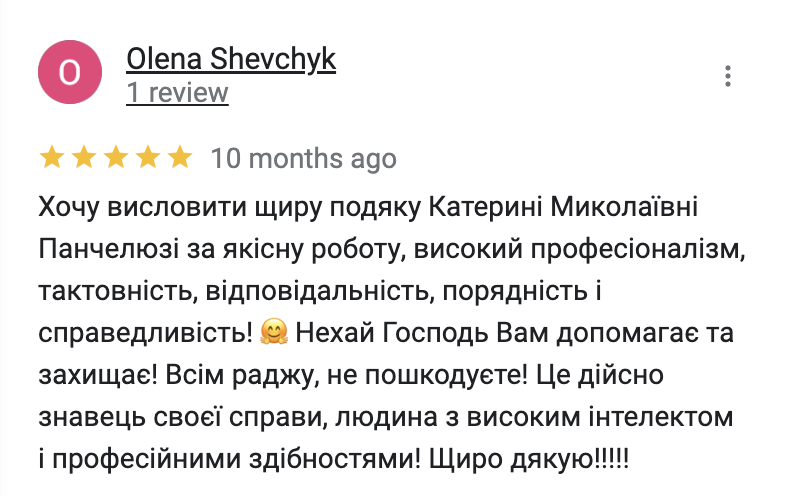 O
Olena Shevchyk
1 review
10 months ago
Хочу висловити щиру подяку Катерині Миколаївні
Панчелюзі за якісну роботу, високий професіоналізм,
тактовність, відповідальність, порядність і
справедливість! 🤗 Нехай Господь Вам допомагає та
захищає! Всім раджу, не пошкодуєте! Це дійсно
знавець своєї справи, людина з високим інтелектом
і професійними здібностями! Щиро дякую!!!!!